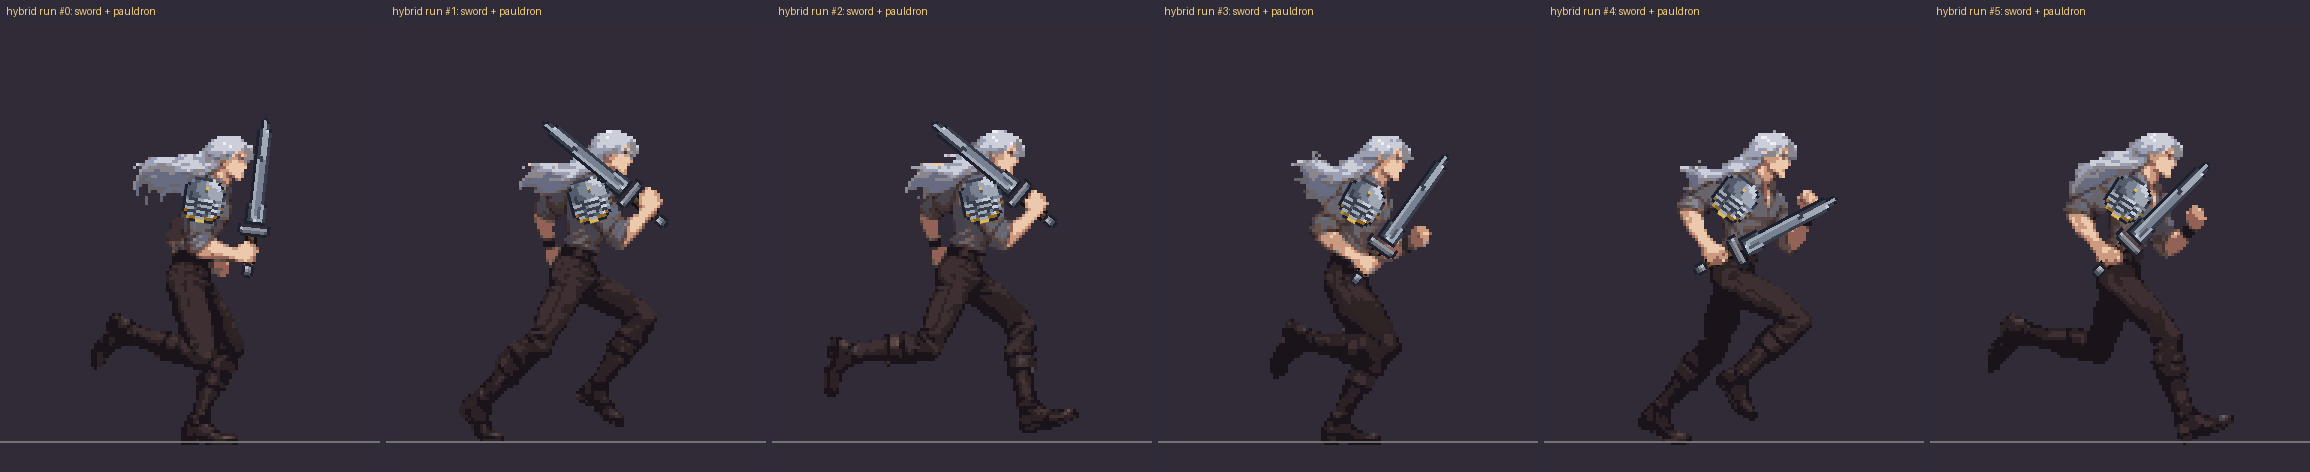 hybrid run #0: sword + pauldron
hybrid run #1: sword + pauldron
hybrid run #2: sword + pauldron
hybrid run #3: sword + pauldron
hybrid run #4: sword + pauldron
hybrid run #5: sword + pauldron